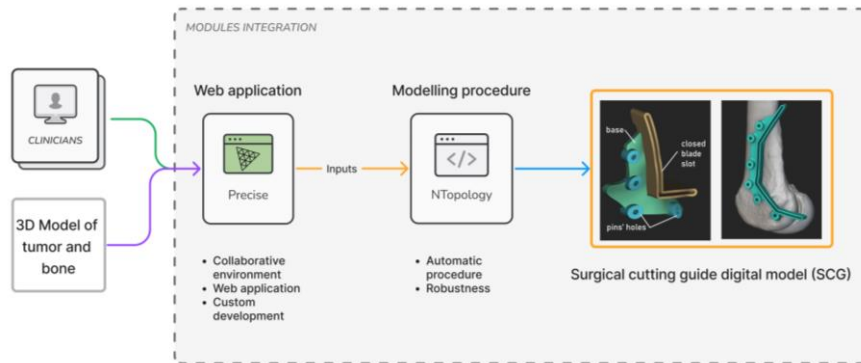 MODULES INTEGRATION
CLINICIANS
3D Model of
tumor and
bone
Web application
Precise
• Collaborative
environment
• Web application
• Custom
development
Inputs
Modelling procedure
</>
NTopology
• Automatic
procedure
• Robustness
base
closed
blade
slot
pins' holes
Surgical cutting guide digital model (SCG)